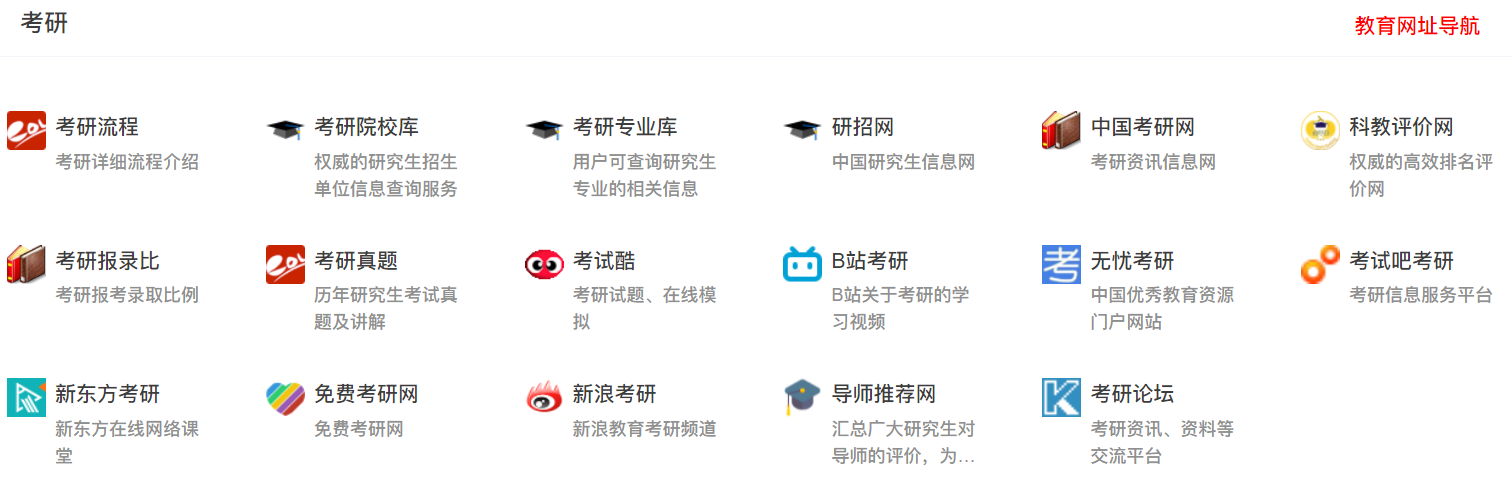 考研
教育网址导航
考研流程
考研详细流程介绍
考研院校库
权威的研究生招生
单位信息查询服务
考研专业库
用户可查询研究生
专业的相关信息
研招网
中国研究生信息网
中国考研网
考研资讯信息网
科教评价网
权威的高效排名评
价网
考研报录比
考研报考录取比例
考研真题
历年研究生考试真
题及讲解
考试酷
考研试题、在线模
拟
B站考研
B站关于考研的学
习视频
考
无忧考研
中国优秀教育资源
门户网站
考试吧考研
考研信息服务平台
新东方考研
新东方在线网络课
堂
免费考研网
免费考研网
新浪考研
新浪教育考研频道
导师推荐网
汇总广大研究生对
导师的评价，为…
K
考研论坛
考研资讯、资料等
交流平台